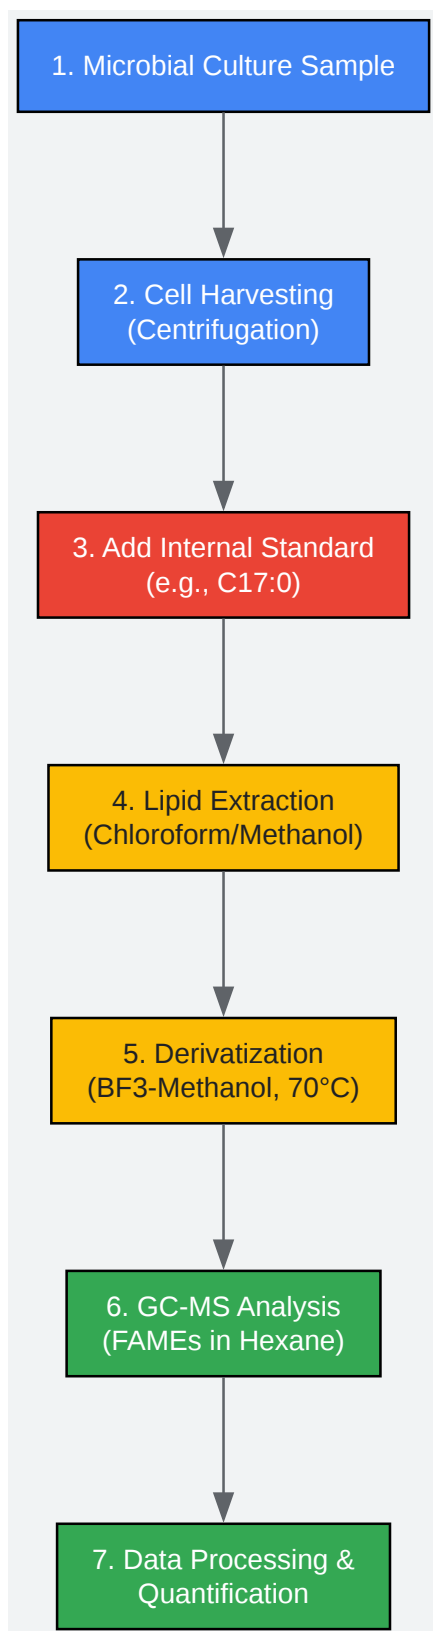 1. Microbial Culture Sample
2. Cell Harvesting
(Centrifugation)
3. Add Internal Standard
(e.g., C17:0)
4. Lipid Extraction
(Chloroform/Methanol)
5. Derivatization
(BF3-Methanol, 70°C)
6. GC-MS Analysis
(FAMEs in Hexane)
7. Data Processing &
Quantification